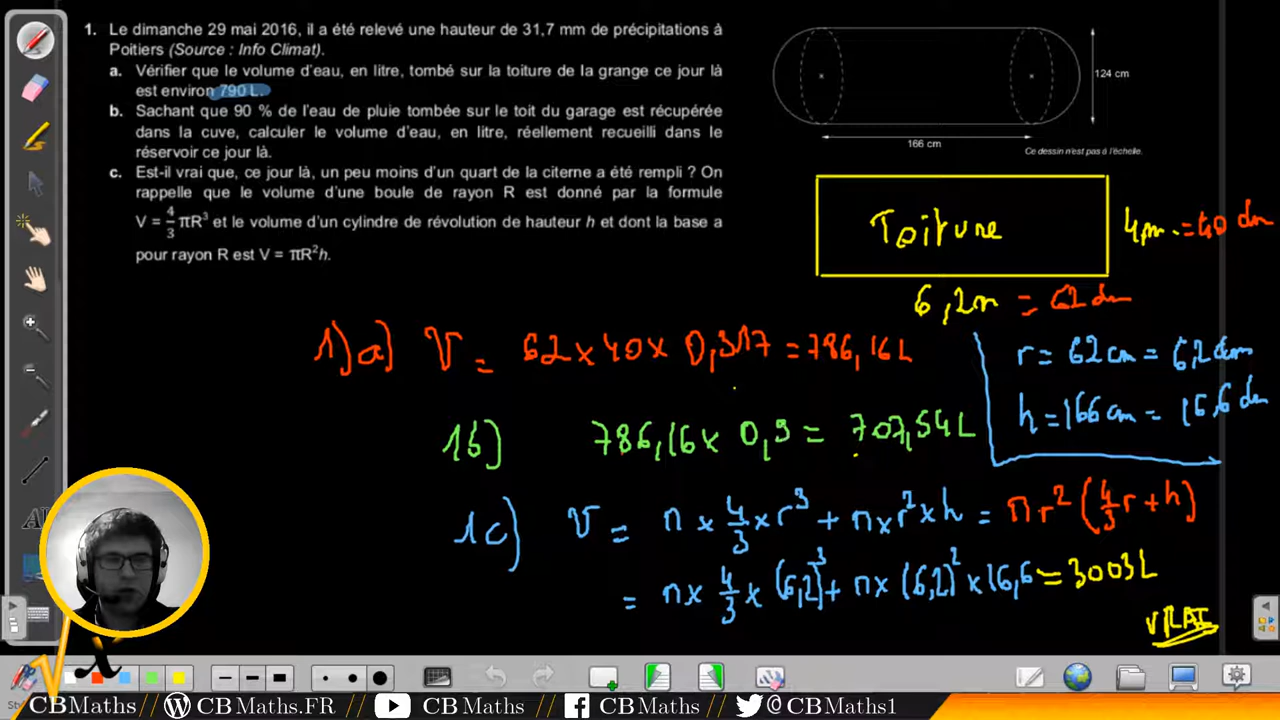 1. Le dimanche 29 mai 2016, il a été relevé une hauteur de 31,7 mm de précipitations à
Poitiers (Source : Info Climat).
a. Vérifier que le volume d'eau, en litre, tombé sur la toiture de la grange ce jour là
est environ 790 L.
b. Sachant que 90 % de l'eau de pluie tombée sur le toit du garage est récupérée
dans la cuve, calculer le volume d'eau, en litre, réellement recueilli dans le
réservoir ce jour là.
c. Est-il vrai que, ce jour là, un peu moins d'un quart de la citerne a été rempli ? On
rappelle que le volume d'une boule de rayon R est donné par la formule
V = 4/3 πR³ et le volume d'un cylindre de révolution de hauteur h et dont la base a
pour rayon R est V = πR²h.
124 cm
166 cm
Ce dessin n'est pas à l'échelle.
Toiture
4m = 40 dm
6,2m = 62 dm
r = 62 cm = 6,2 dm
h = 166 cm = 16,6 dm
1)a) V = 62 x 40 x 0,317 = 786,16 L
1b) 786,16 x 0,9 = 707,54 L
1c) V = π x 4/3 x r³ + π x r² x h = πr² (4/3 r + h)
= π x 4/3 x (6,2)³ + π x (6,2)² x 16,6 = 3003 L
VRAI
CBMaths
CBMaths.FR
CB Maths
CB Maths
@CBMaths1